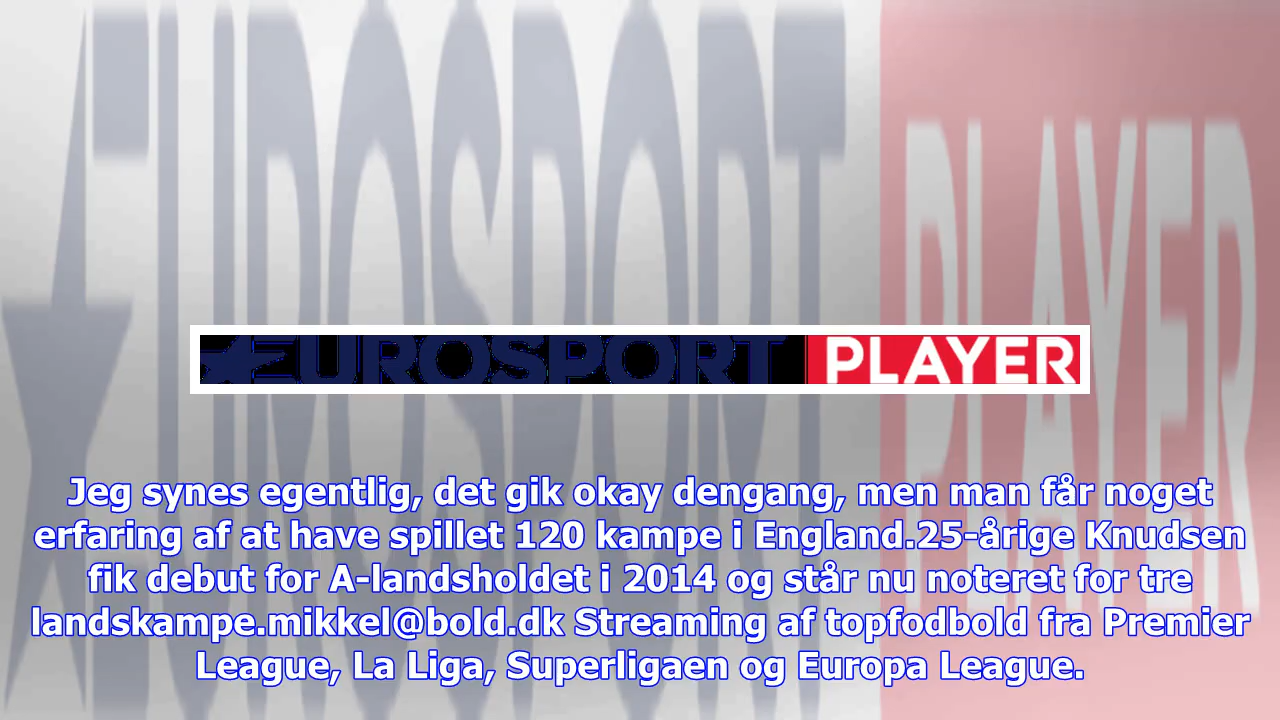 EUROSPORT PLAYER
EUROSPORT PLAYER
Jeg synes egentlig, det gik okay dengang, men man får noget
erfaring af at have spillet 120 kampe i England.25-årige Knudsen
fik debut for A-landsholdet i 2014 og står nu noteret for tre
landskampe.mikkel@bold.dk Streaming af topfodbold fra Premier
League, La Liga, Superligaen og Europa League.